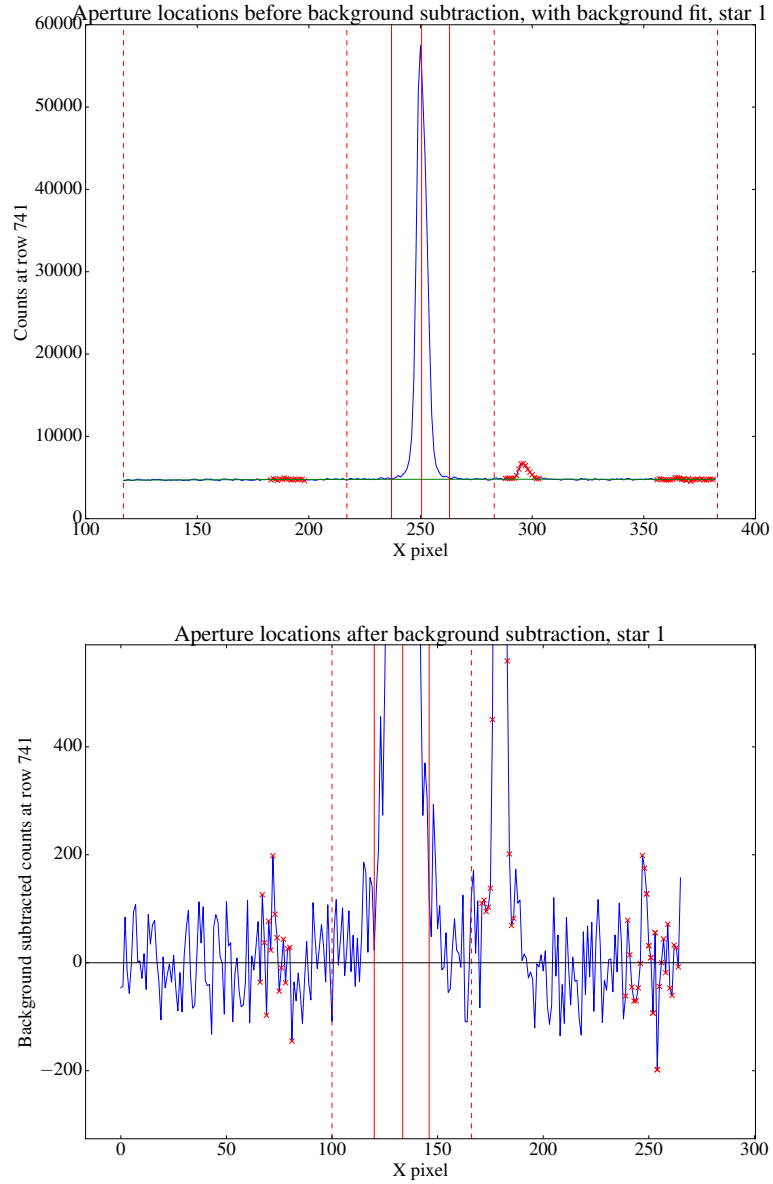 Aperture locations before background subtraction, with background fit, star 1
60000
50000
40000
30000
20000
10000
0
100 150 200 250 300 350 400
X pixel
Counts at row 741
Aperture locations after background subtraction, star 1
400
200
0
−200
0 50 100 150 200 250 300
X pixel
Background subtracted counts at row 741